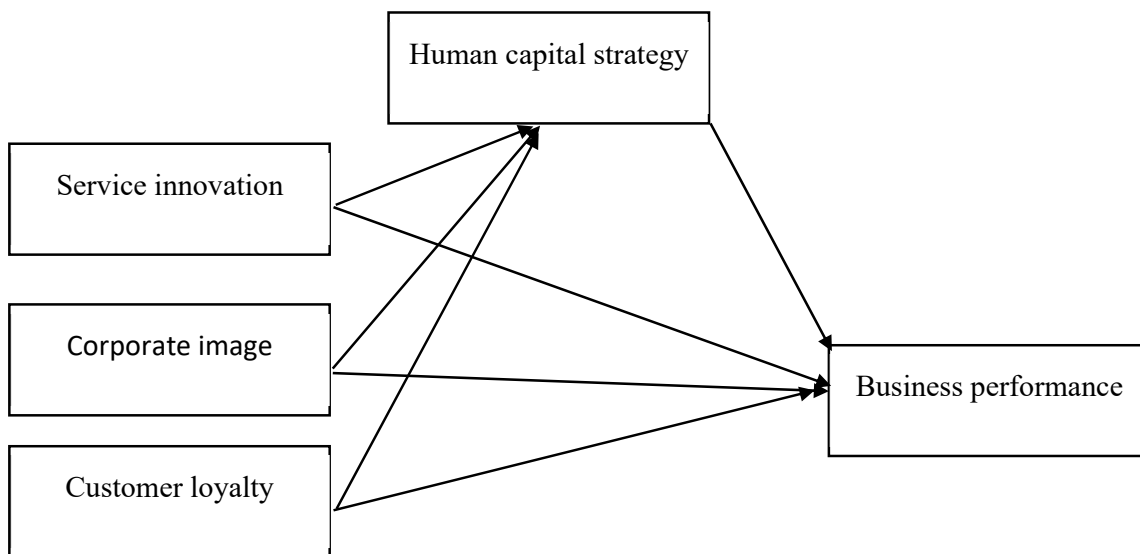 Human capital strategy
Service innovation
Corporate image
Business performance
Customer loyalty